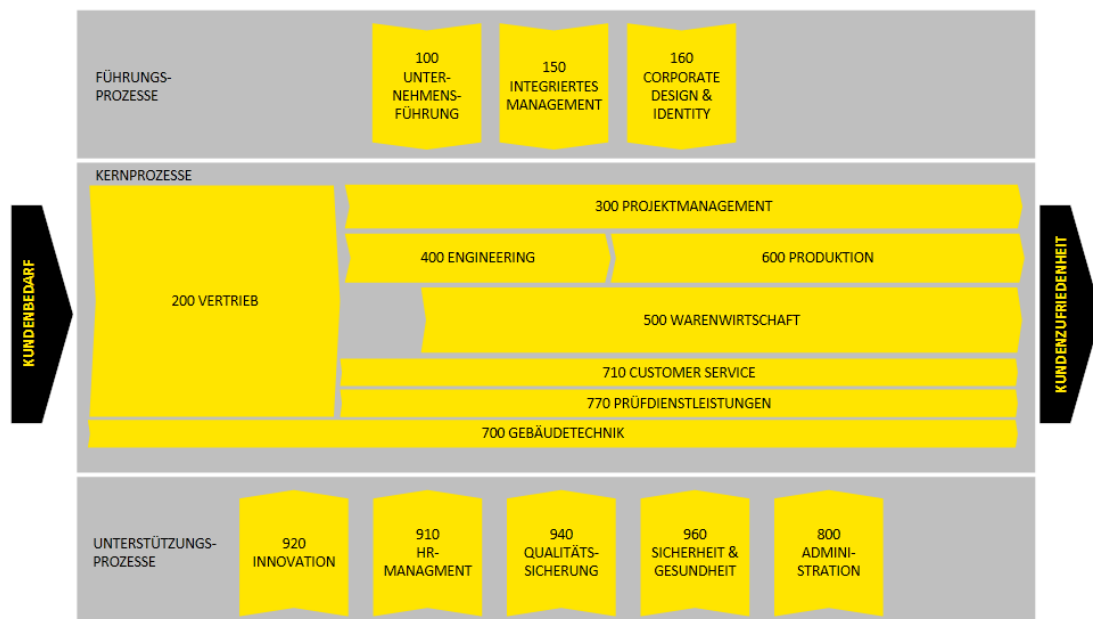 FÜHRUNGS-
PROZESSE
100
UNTER-
NEHMENS-
FÜHRUNG
150
INTEGRIERTES
MANAGEMENT
160
CORPORATE
DESIGN &
IDENTITY
KUNDENBEDARF
KERNPROZESSE
200 VERTRIEB
300 PROJEKTMANAGEMENT
400 ENGINEERING
600 PRODUKTION
500 WARENWIRTSCHAFT
710 CUSTOMER SERVICE
770 PRÜFDIENSTLEISTUNGEN
700 GEBÄUDETECHNIK
KUNDENZUFRIEDENHEIT
UNTERSTÜTZUNGS-
PROZESSE
920
INNOVATION
910
HR-
MANAGMENT
940
QUALITÄTS-
SICHERUNG
960
SICHERHEIT &
GESUNDHEIT
800
ADMINI-
STRATION